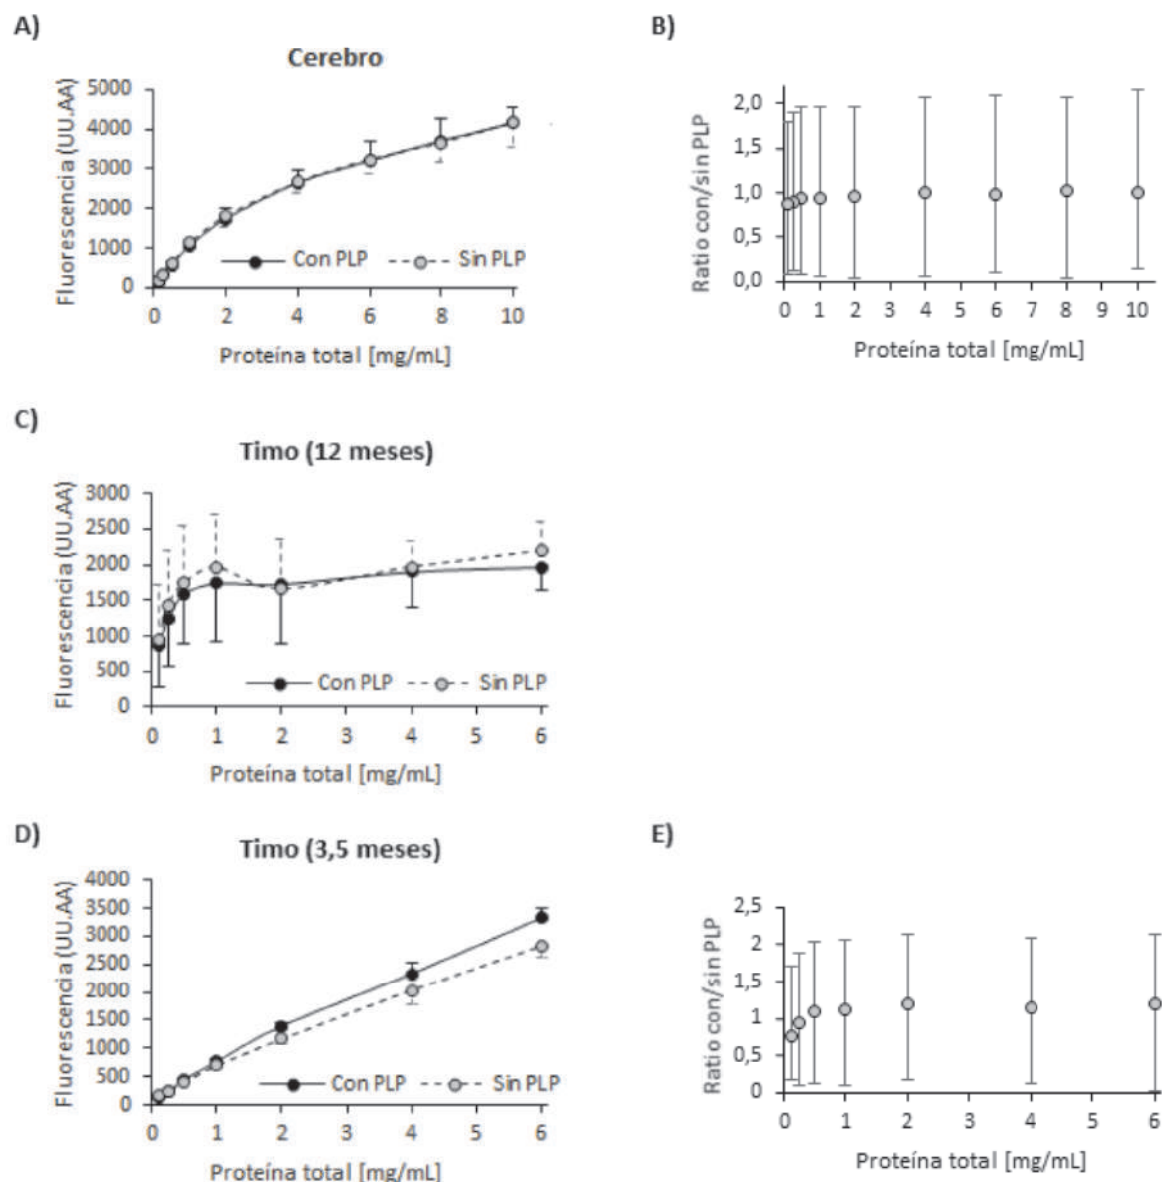 A)
Cerebro
Fluorescencia (UU.AA)
5000
4000
3000
2000
1000
0
Con PLP
Sin PLP
0 2 4 6 8 10
Proteína total [mg/mL]
B)
Ratio con/sin PLP
2,0
1,5
1,0
0,5
0,0
0 1 2 3 4 5 6 7 8 9 10
Proteína total [mg/mL]
C)
Timo (12 meses)
Fluorescencia (UU.AA)
3000
2500
2000
1500
1000
500
0
Con PLP
Sin PLP
0 1 2 3 4 5 6
Proteína total [mg/mL]
D)
Timo (3,5 meses)
Fluorescencia (UU.AA)
4000
3500
3000
2500
2000
1500
1000
500
0
Con PLP
Sin PLP
0 1 2 3 4 5 6
Proteína total [mg/mL]
E)
Ratio con/sin PLP
2,5
2
1,5
1
0,5
0
0 1 2 3 4 5 6
Proteína total [mg/mL]